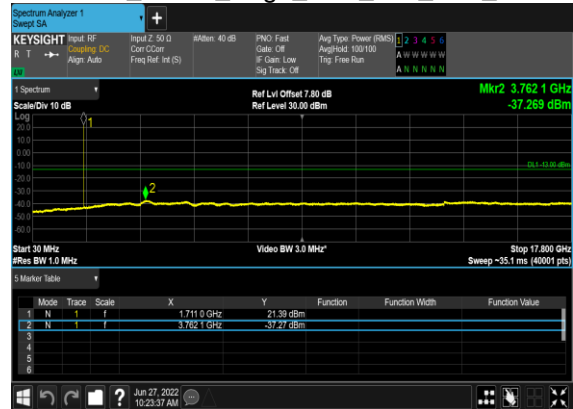 Spectrum Analyzer 1
Swept SA
+
KEYSIGHT
R T
Input: RF
Coupling: DC
Align: Auto
Input Z: 50 Ω
Corr CCorr
Freq Ref: Int (S)
#Atten: 40 dB
PNO: Fast
Gate: Off
IF Gain: Low
Sig Track: Off
Avg Type: Power (RMS)
Avg|Hold: 100/100
Trig: Free Run
1 2 3 4 5 6
A W W W W W
A N N N N N
1 Spectrum
Scale/Div 10 dB
Ref Lvl Offset 7.80 dB
Ref Level 30.00 dBm
Mkr2 3.762 1 GHz
-37.269 dBm
Log
20.0
10.0
0.00
-10.0
-20.0
-30.0
-40.0
-50.0
-60.0
1
2
DL1 -13.00 dBm
Start 30 MHz
#Res BW 1.0 MHz
Video BW 3.0 MHz*
Stop 17.800 GHz
Sweep ~35.1 ms (40001 pts)
5 Marker Table
Mode Trace Scale X Y Function Function Width Function Value
1 N 1 f 1.711 0 GHz 21.39 dBm
2 N 1 f 3.762 1 GHz -37.27 dBm
3
4
5
6
?
Jun 27, 2022
10:23:37 AM